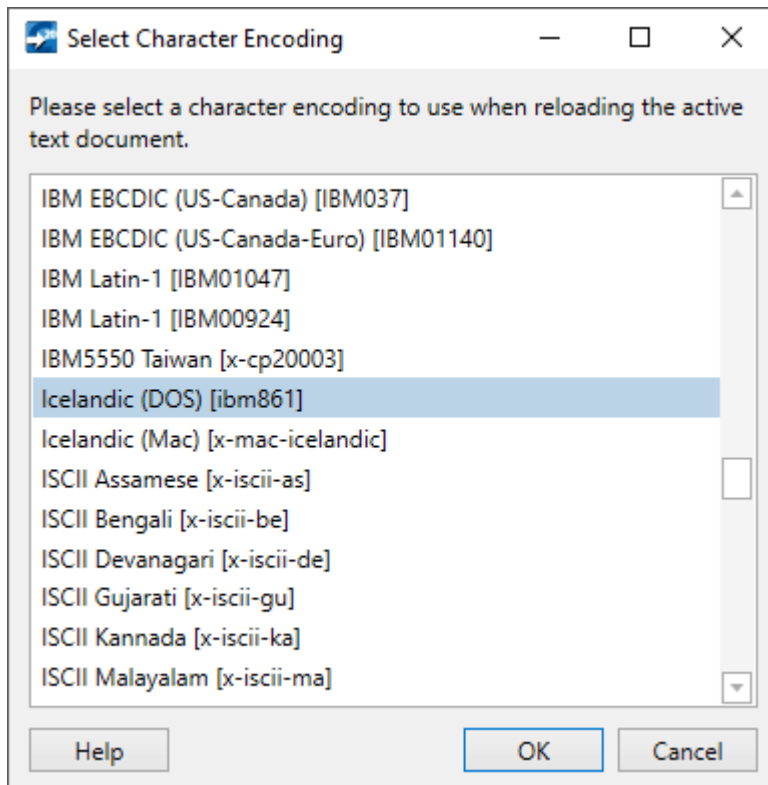 Select Character Encoding
Please select a character encoding to use when reloading the active
text document.
IBM EBCDIC (US-Canada) [IBM037]
IBM EBCDIC (US-Canada-Euro) [IBM01140]
IBM Latin-1 [IBM01047]
IBM Latin-1 [IBM00924]
IBM5550 Taiwan [x-cp20003]
Icelandic (DOS) [ibm861]
Icelandic (Mac) [x-mac-icelandic]
ISCII Assamese [x-iscii-as]
ISCII Bengali [x-iscii-be]
ISCII Devanagari [x-iscii-de]
ISCII Gujarati [x-iscii-gu]
ISCII Kannada [x-iscii-ka]
ISCII Malayalam [x-iscii-ma]
Help OK Cancel